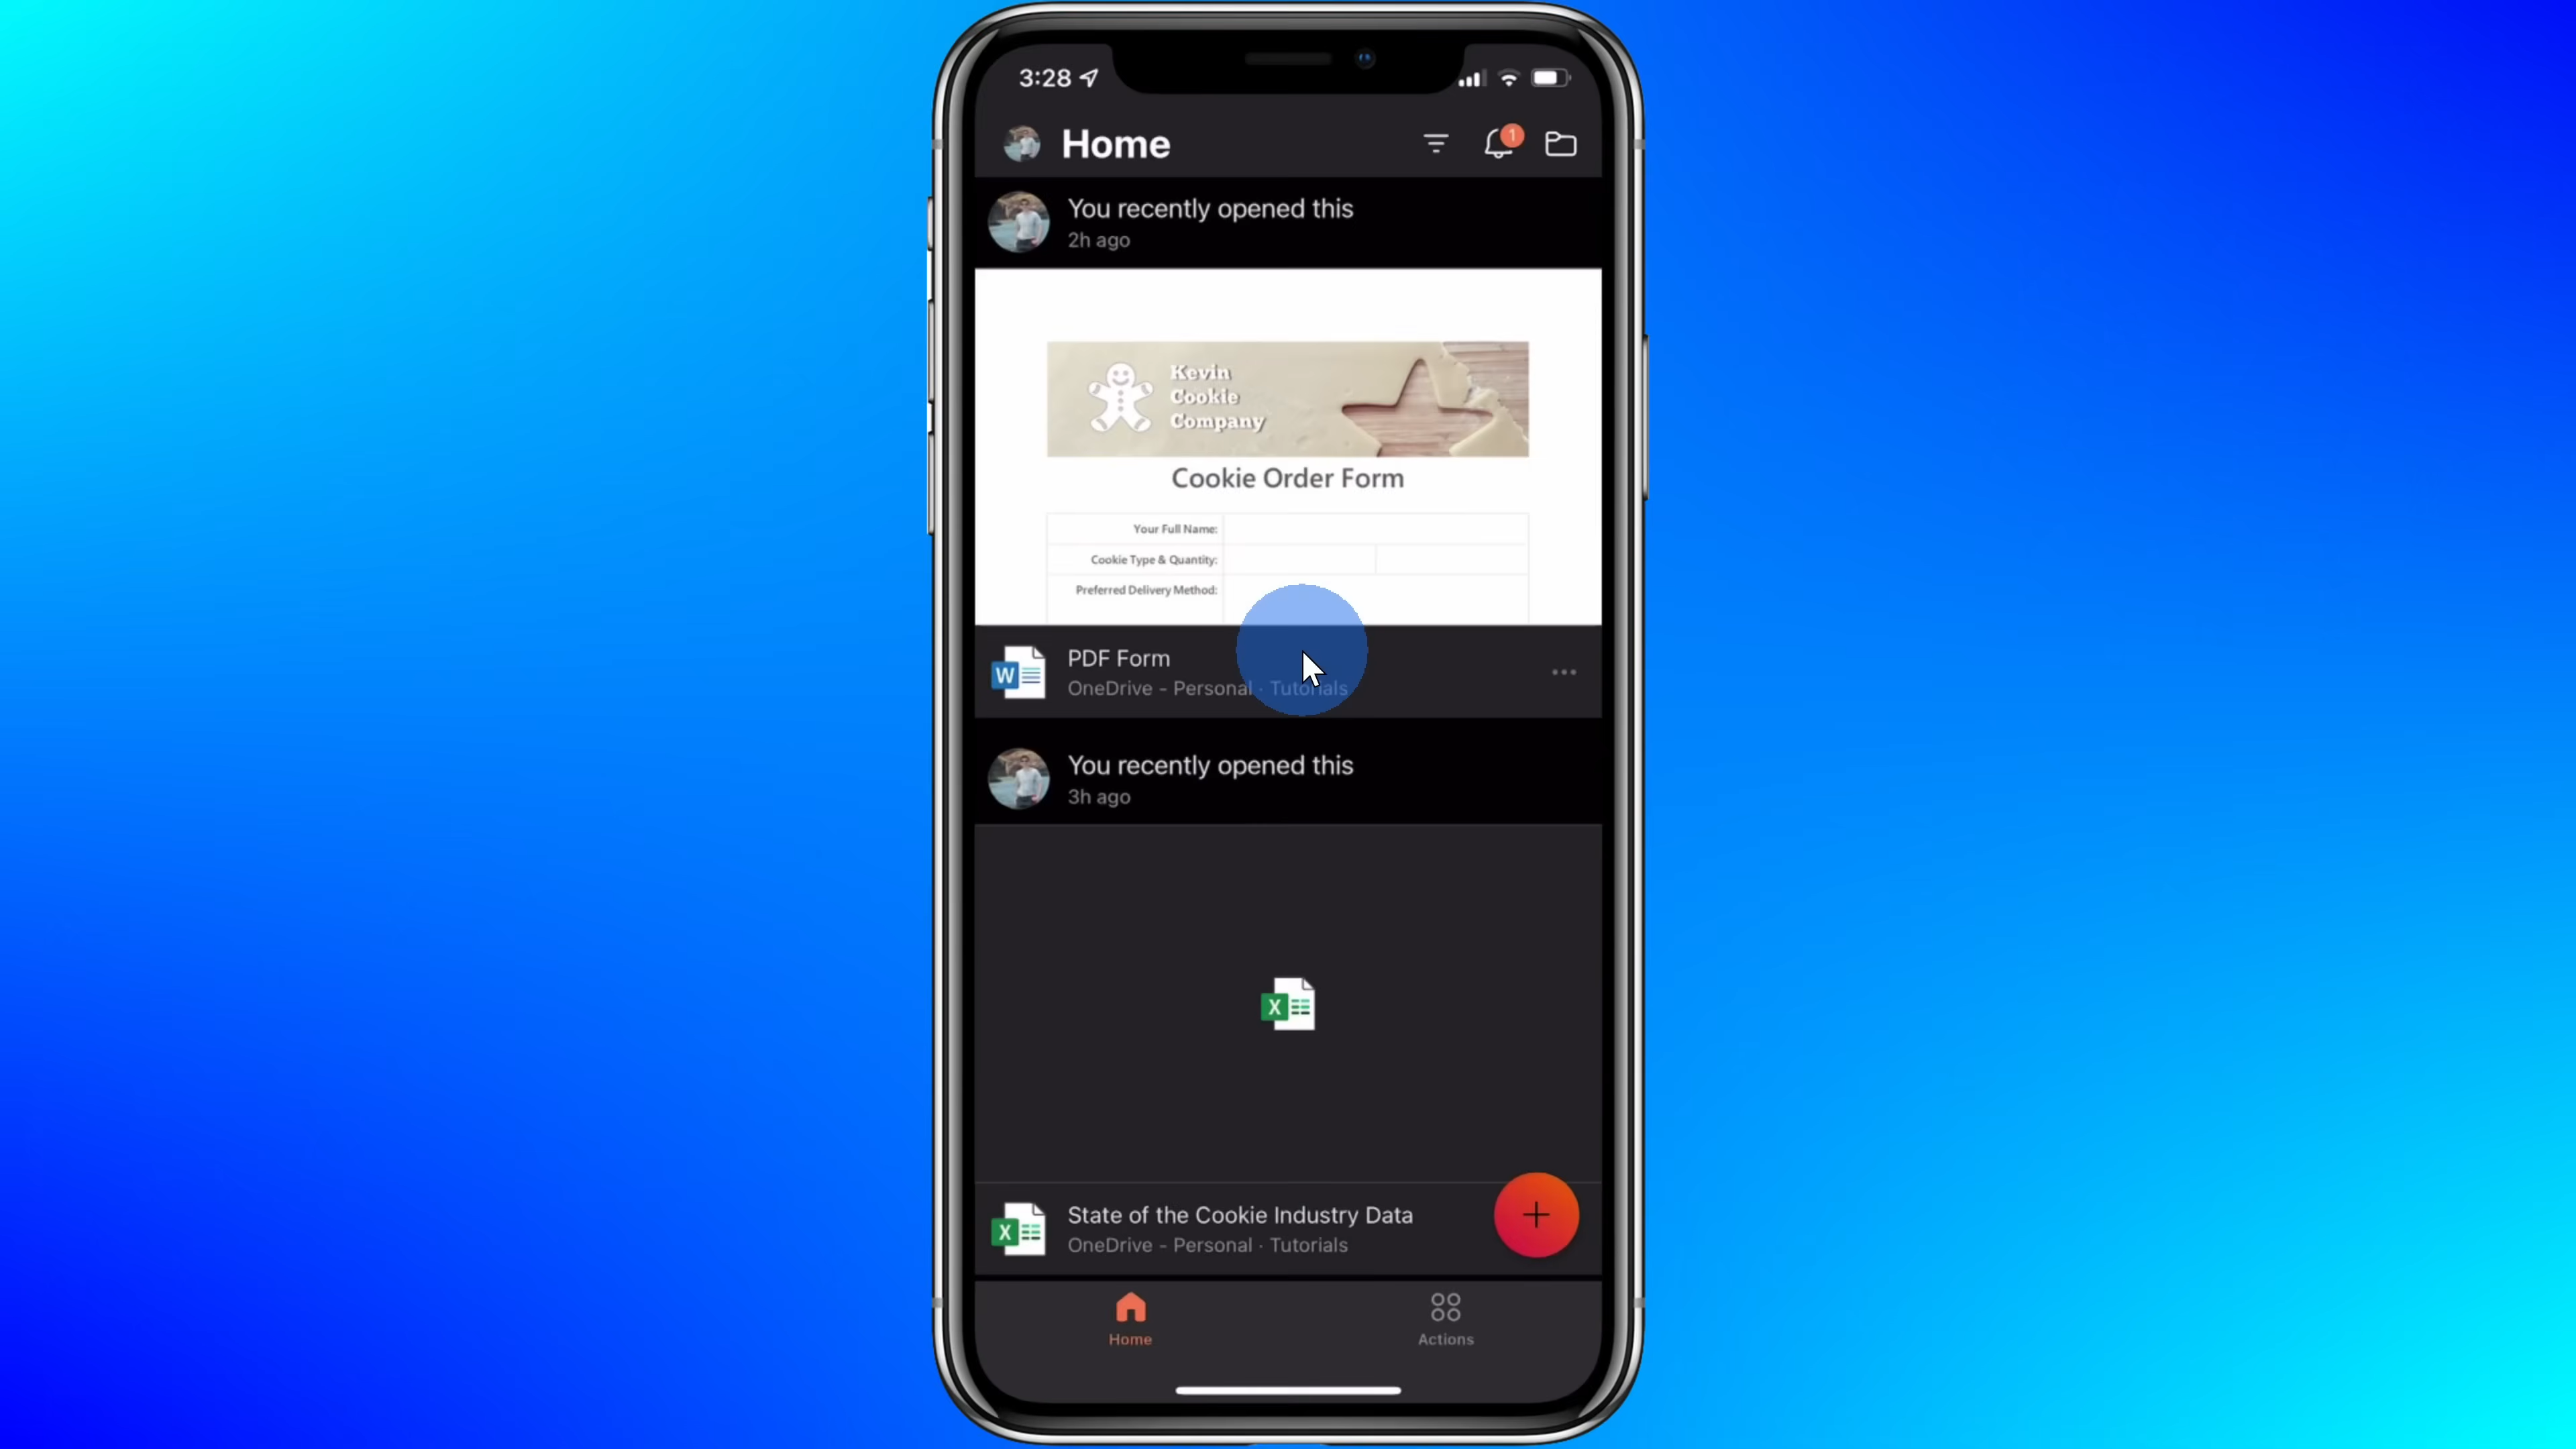 3:28
Home
1
You recently opened this
2h ago
Kevin
Cookie
Company
Cookie Order Form
Your Full Name:
Cookie Type & Quantity:
Preferred Delivery Method:
W
PDF Form
OneDrive - Personal · Tutorials
You recently opened this
3h ago
X
X
State of the Cookie Industry Data
OneDrive - Personal · Tutorials
Home
Actions